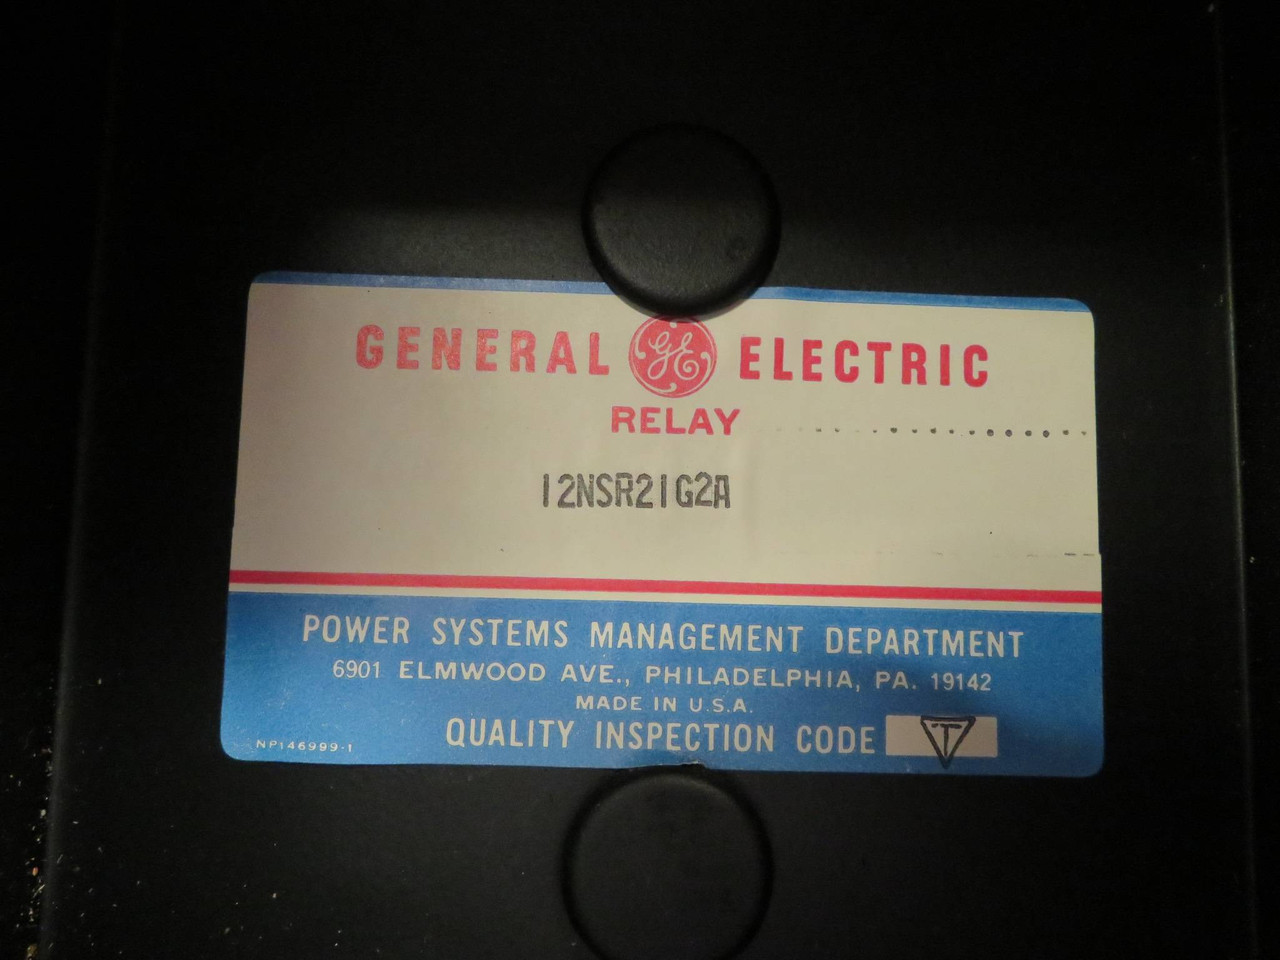 GENERAL GE ELECTRIC
RELAY
12NSR21G2A
POWER SYSTEMS MANAGEMENT DEPARTMENT
6901 ELMWOOD AVE., PHILADELPHIA, PA. 19142
MADE IN U.S.A.
QUALITY INSPECTION CODE T
NP146999-1